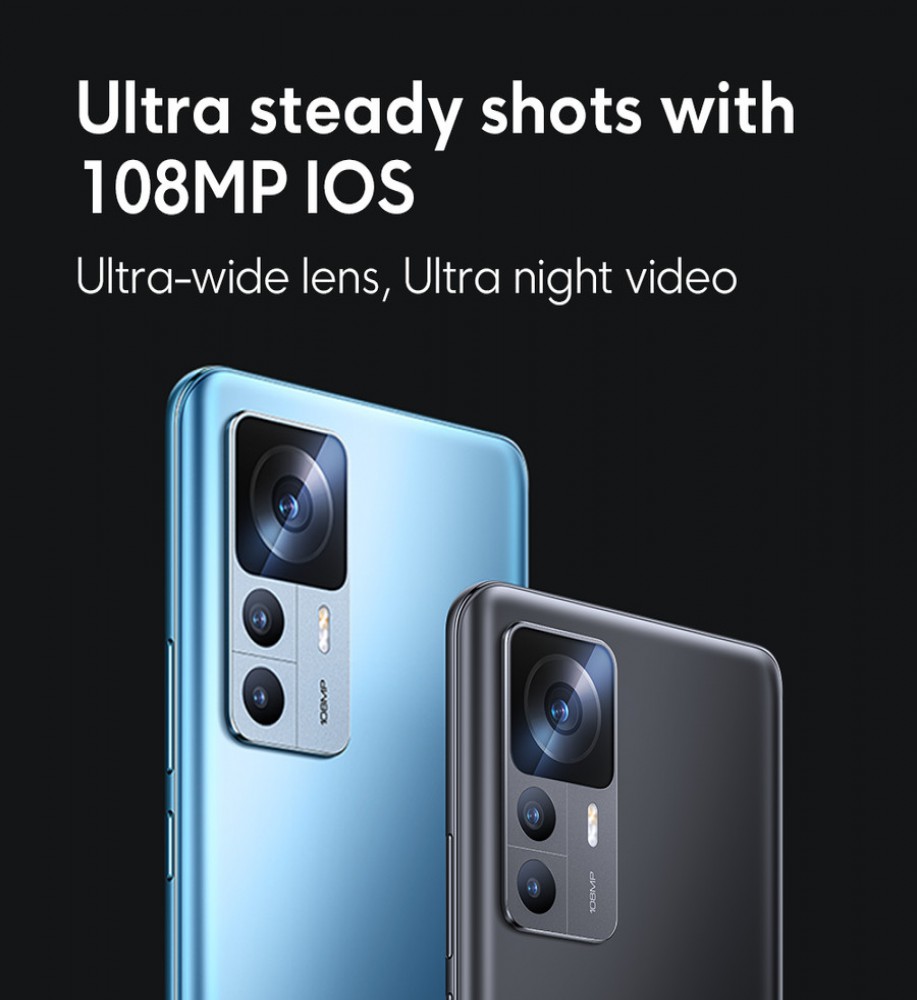 Ultra steady shots with
108MP IOS
Ultra-wide lens, Ultra night video
108MP
108MP